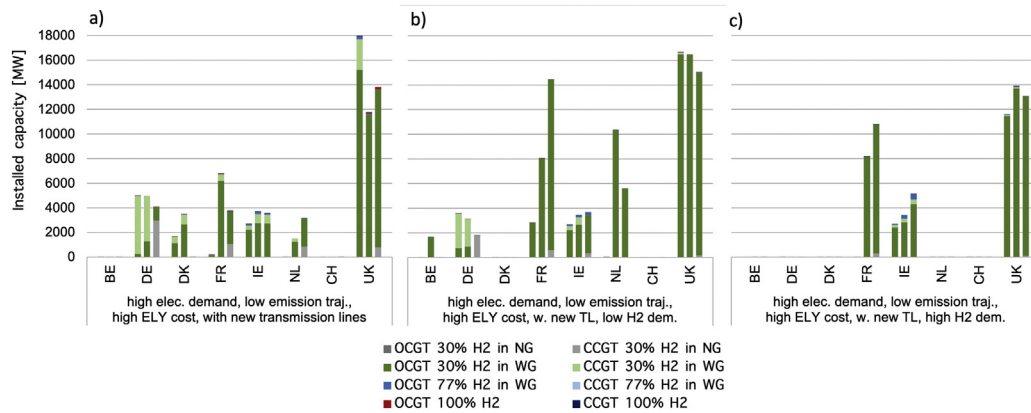 a)
b)
c)
Installed capacity [MW]
18000
16000
14000
12000
10000
8000
6000
4000
2000
0
BE DE DK FR IE NL CH UK
BE DE DK FR IE NL CH UK
BE DE DK FR IE NL CH UK
high elec. demand, low emission traj.,
high ELY cost, with new transmission lines
high elec. demand, low emission traj.,
high ELY cost, w. new TL, low H2 dem.
high elec. demand, low emission traj.,
high ELY cost, w. new TL, high H2 dem.
OCGT 30% H2 in NG
CCGT 30% H2 in NG
OCGT 30% H2 in WG
CCGT 30% H2 in WG
OCGT 77% H2 in WG
CCGT 77% H2 in WG
OCGT 100% H2
CCGT 100% H2